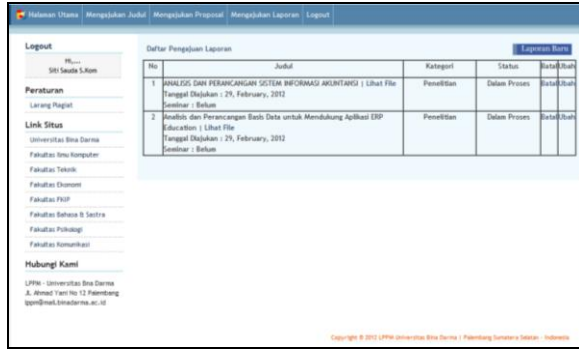 Halaman Utama | Mengajukan Judul | Mengajukan Proposal | Mengajukan Laporan | Logout
Logout
Hi,....
Siti Sauda S.Kom
Peraturan
Larang Plagiat
Link Situs
Universitas Bina Darma
Fakultas Ilmu Komputer
Fakultas Teknik
Fakultas Ekonomi
Fakultas FKIP
Fakultas Bahasa & Sastra
Fakultas Psikologi
Fakultas Komunikasi
Hubungi Kami
LPPM - Universitas Bina Darma
Jl. Ahmad Yani No 12 Palembang
lppm@mail.binadarma.ac.id
Daftar Pengajuan Laporan
Laporan Baru
No Judul Kategori Status Batal Ubah
1 ANALISIS DAN PERANCANGAN SISTEM INFORMASI AKUNTANSI | Lihat File Penelitian Dalam Proses Batal Ubah
Tanggal Diajukan : 29, February, 2012
Seminar : Belum
2 Analisis dan Perancangan Basis Data untuk Mendukung Aplikasi ERP Penelitian Dalam Proses Batal Ubah
Education | Lihat File
Tanggal Diajukan : 29, February, 2012
Seminar : Belum
Copyright © 2012 LPPM Universitas Bina Darma | Palembang Sumatera Selatan - Indonesia